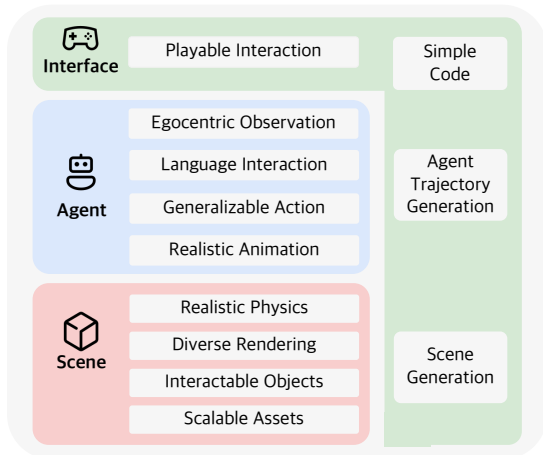 Interface
Playable Interaction
Simple
Code
Agent
Egocentric Observation
Language Interaction
Generalizable Action
Realistic Animation
Agent
Trajectory
Generation
Scene
Realistic Physics
Diverse Rendering
Interactable Objects
Scalable Assets
Scene
Generation